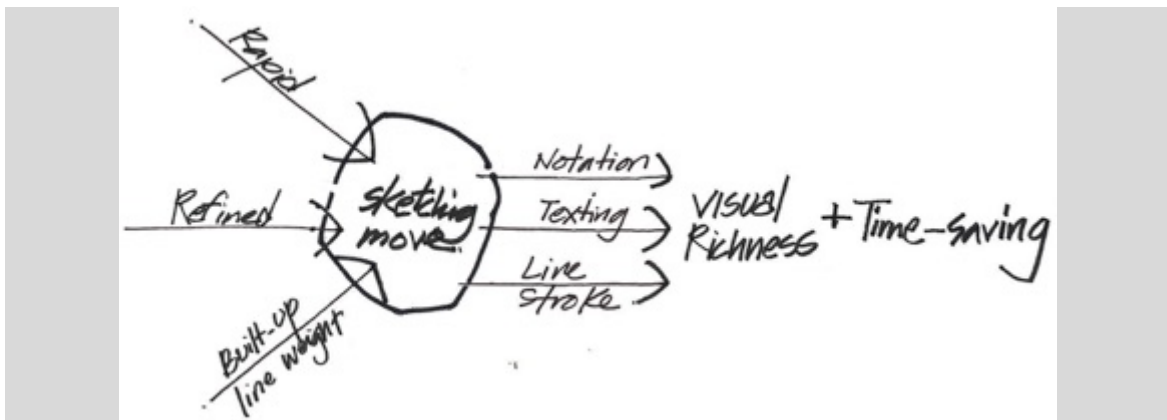 Rapid
Refined
Built-up
line weight
sketching
move
Notation
Texting
Line
Stroke
Visual
Richness
+ Time-saving